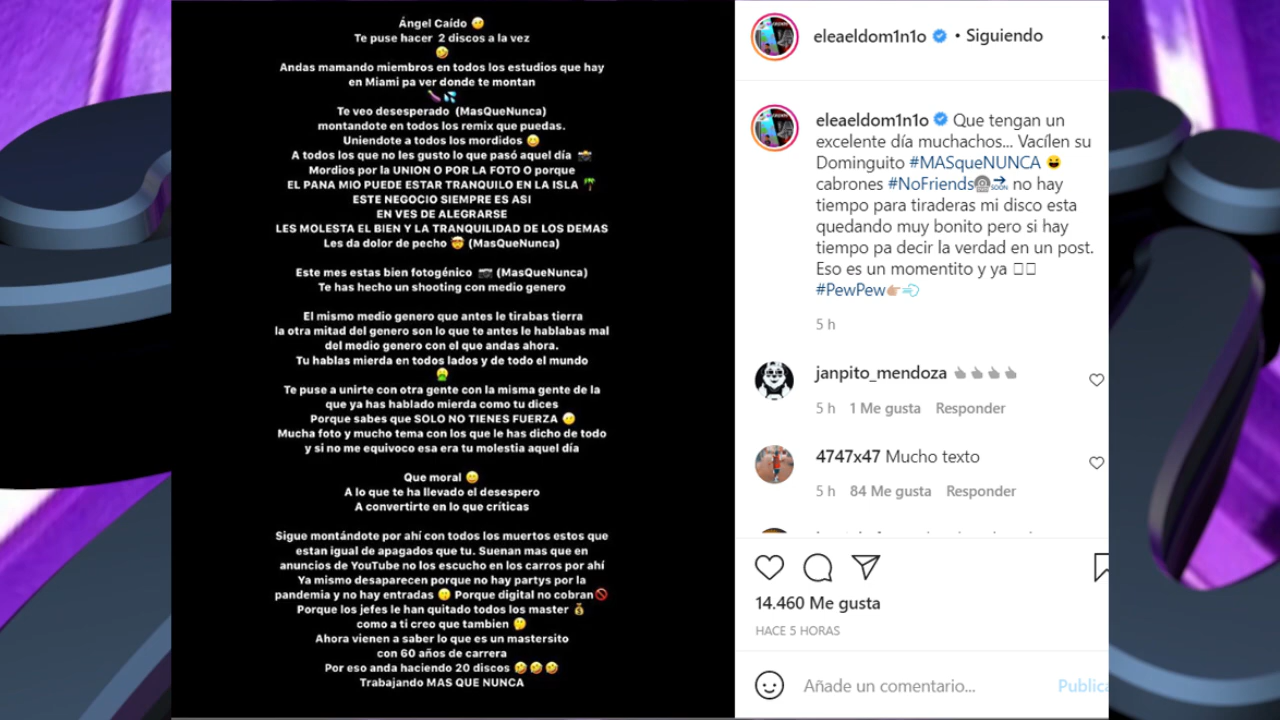 Ángel Caído 🤕
Te puse hacer 2 discos a la vez
🤣
Andas mamando miembros en todos los estudios que hay
en Miami pa ver donde te montan
🍆💦
Te veo desesperado (MasQueNunca)
montandote en todos los remix que puedas.
Uniendote a todos los mordidos 😄
A todos los que no les gusto lo que pasó aquel día 📸
Mordios por la UNION O POR LA FOTO O porque
EL PANA MIO PUEDE ESTAR TRANQUILO EN LA ISLA 🌴
ESTE NEGOCIO SIEMPRE ES ASI
EN VES DE ALEGRARSE
LES MOLESTA EL BIEN Y LA TRANQUILIDAD DE LOS DEMAS
Les da dolor de pecho 🤯 (MasQueNunca)
Este mes estas bien fotogénico 📸 (MasQueNunca)
Te has hecho un shooting con medio genero
El mismo medio genero que antes le tirabas tierra
la otra mitad del genero son lo que te antes le hablabas mal
del medio genero con el que andas ahora.
Tu hablas mierda en todos lados y de todo el mundo
🤮
Te puse a unirte con otra gente con la misma gente de la
que ya has hablado mierda como tu dices
Porque sabes que SOLO NO TIENES FUERZA 🤕
Mucha foto y mucho tema con los que le has dicho de todo
y si no me equivoco esa era tu molestia aquel día
Que moral 😑
A lo que te ha llevado el desespero
A convertirte en lo que críticas
Sigue montándote por ahí con todos los muertos estos que
estan igual de apagados que tu. Suenan mas que en
anuncios de YouTube no los escucho en los carros por ahí
Ya mismo desaparecen porque no hay partys por la
pandemia y no hay entradas 🤫 Porque digital no cobran🚫
Porque los jefes le han quitado todos los master 💰
como a ti creo que tambien 🤔
Ahora vienen a saber lo que es un mastersito
con 60 años de carrera
Por eso anda haciendo 20 discos 🤣🤣🤣
Trabajando MAS QUE NUNCA
eleaeldom1n1o • Siguiendo
eleaeldom1n1o Que tengan un
excelente día muchachos... Vacílen su
Dominguito #MASqueNUNCA 😆
cabrones #NoFriends🔘🔜 no hay
tiempo para tiraderas mi disco esta
quedando muy bonito pero si hay
tiempo pa decir la verdad en un post.
Eso es un momentito y ya □□
#PewPew👉🏼💨
5 h
janpito_mendoza 👆👆👆👆
5 h 1 Me gusta Responder
4747x47 Mucho texto
5 h 84 Me gusta Responder
14.460 Me gusta
HACE 5 HORAS
Añade un comentario...
Publica